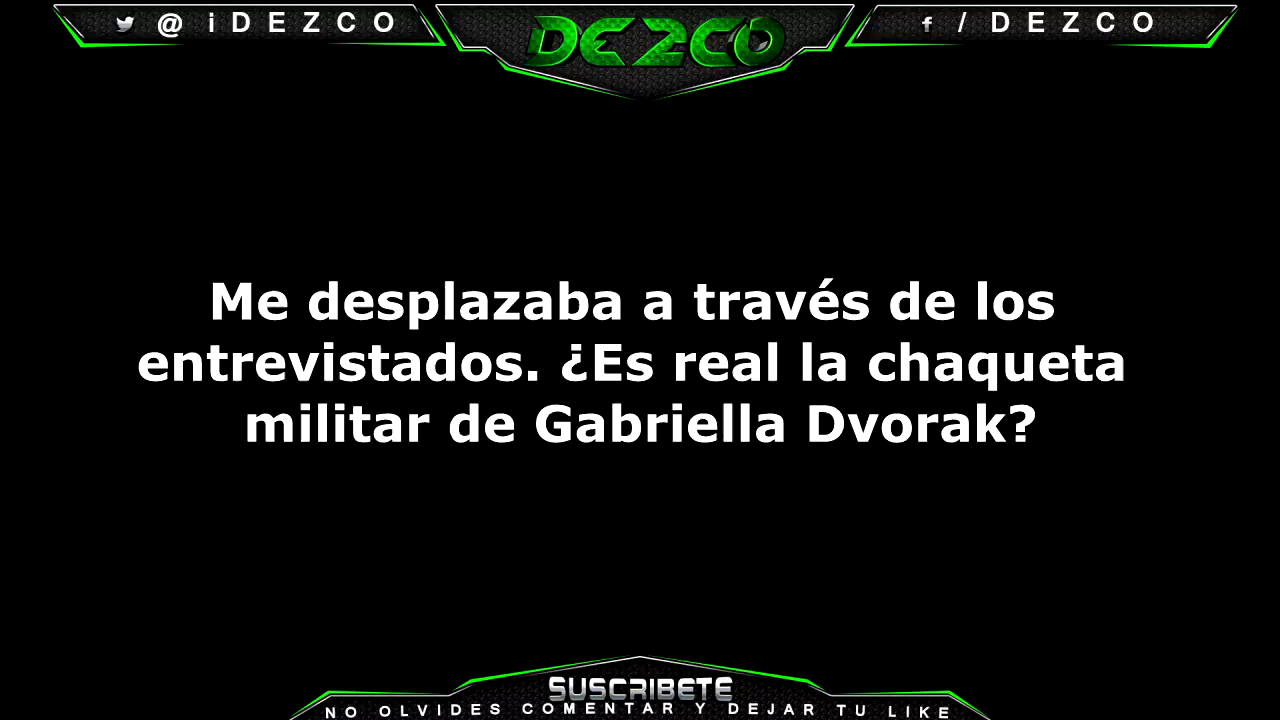 @iDEZCO
DEZCO
/DEZCO
Me desplazaba a través de los
entrevistados. ¿Es real la chaqueta
militar de Gabriella Dvorak?
SUSCRIBETE
NO OLVIDES COMENTAR Y DEJAR TU LIKE